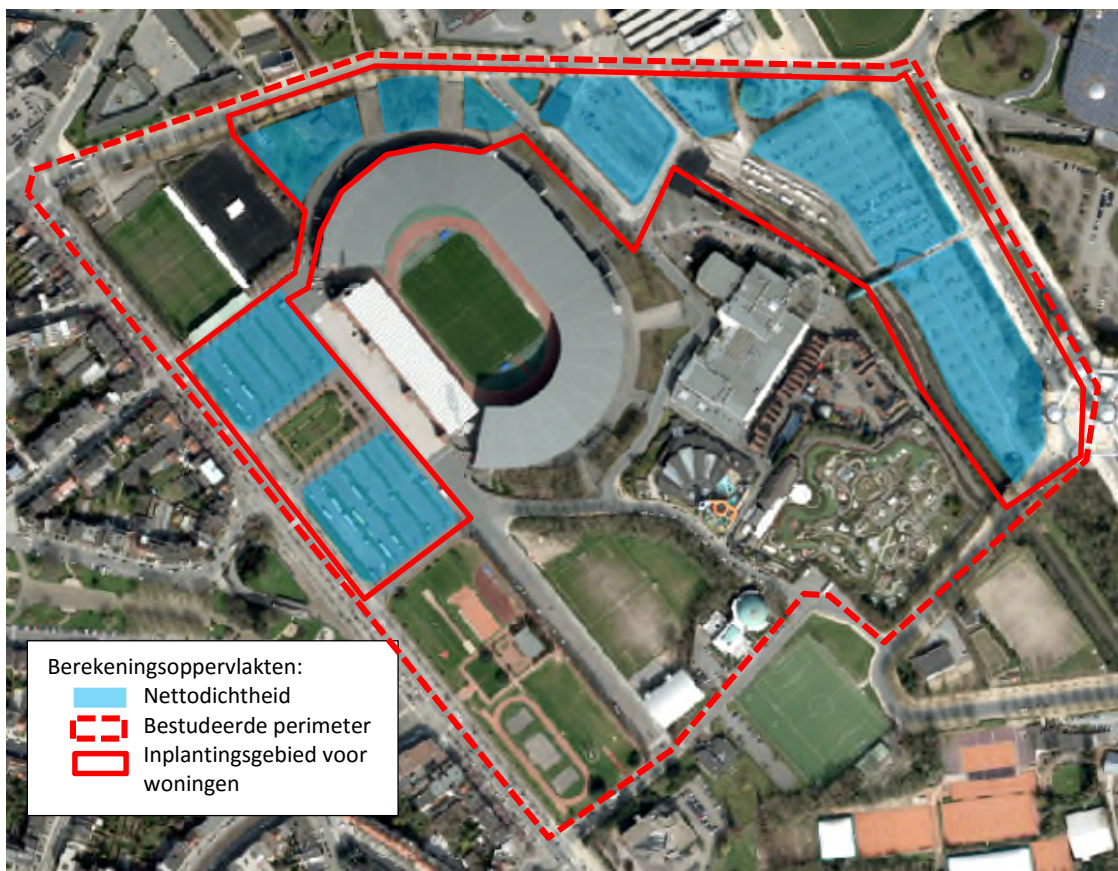 Berekeningsoppervlakten:
Nettodichtheid
Bestudeerde perimeter
Inplantingsgebied voor
woningen